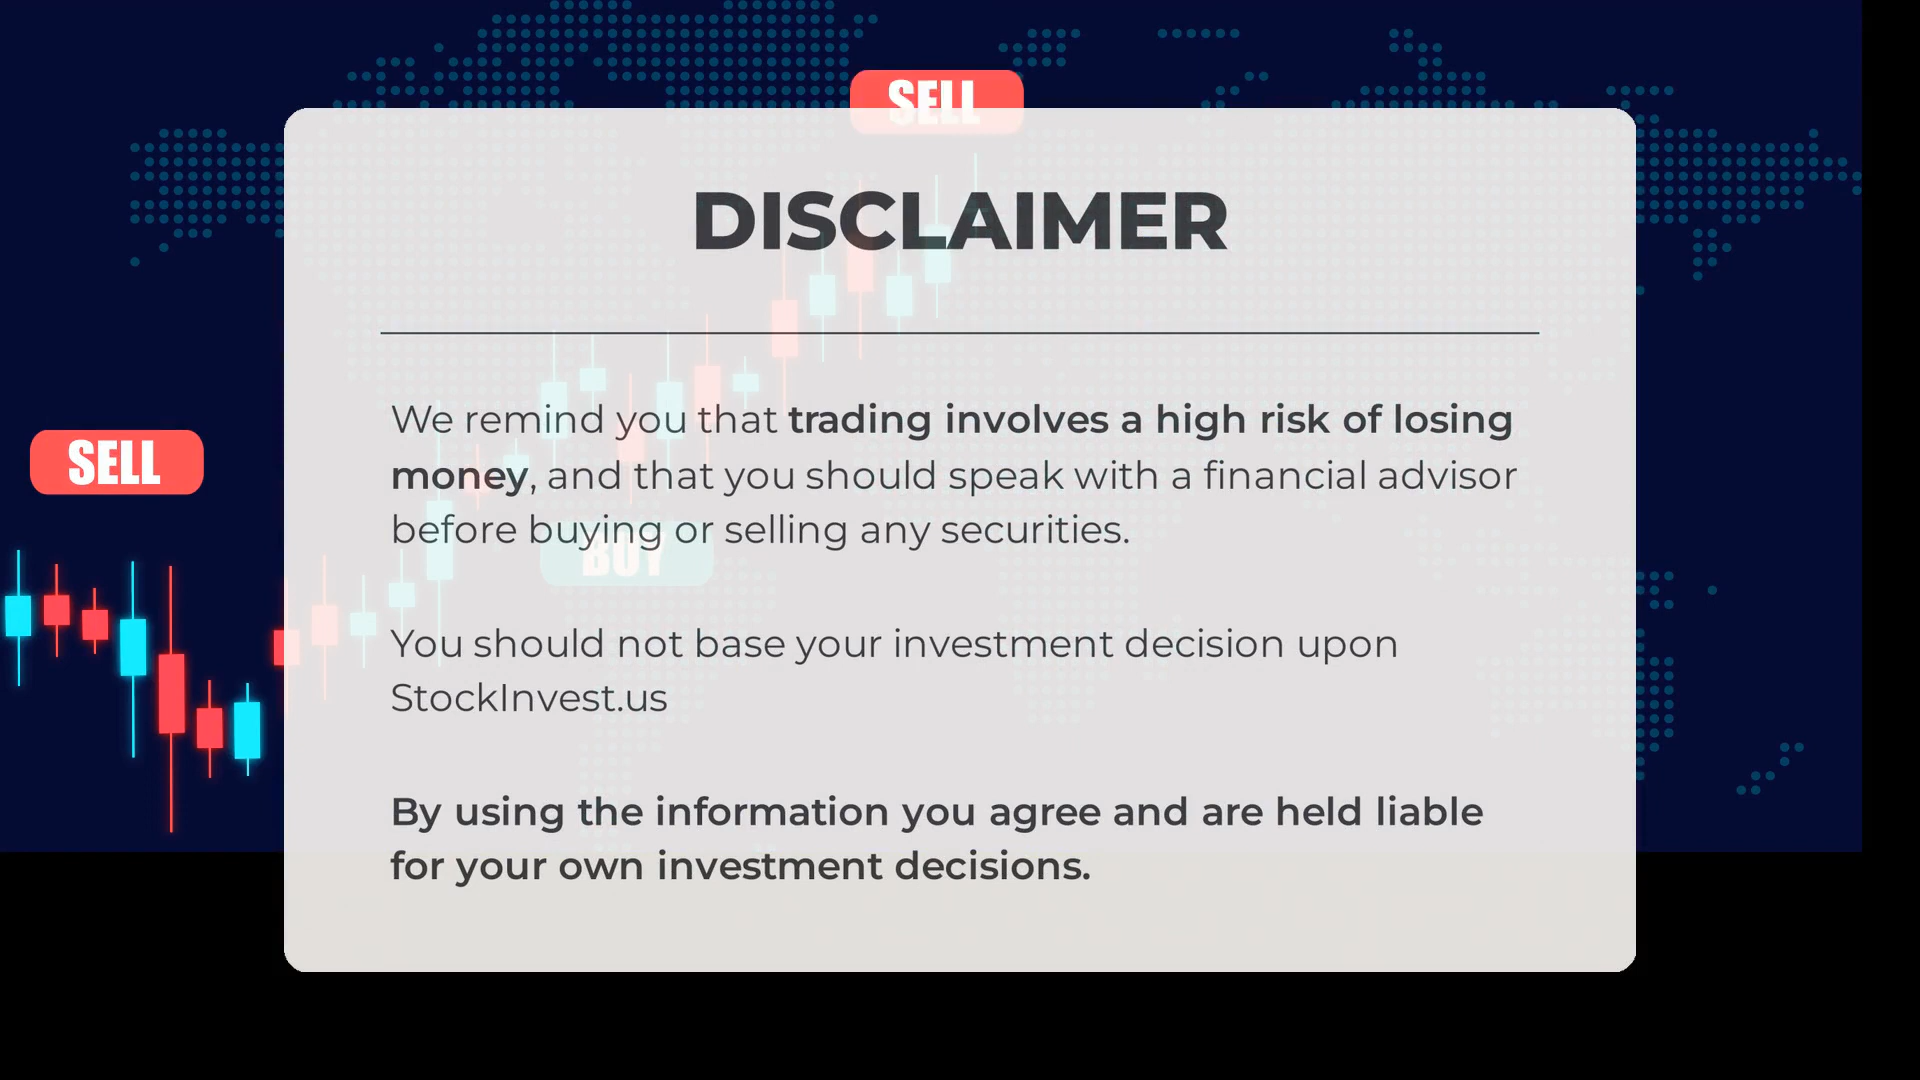 SELL
DISCLAIMER
We remind you that trading involves a high risk of losing
money, and that you should speak with a financial advisor
before buying or selling any securities.
SELL
BUY
You should not base your investment decision upon
StockInvest.us
By using the information you agree and are held liable
for your own investment decisions.